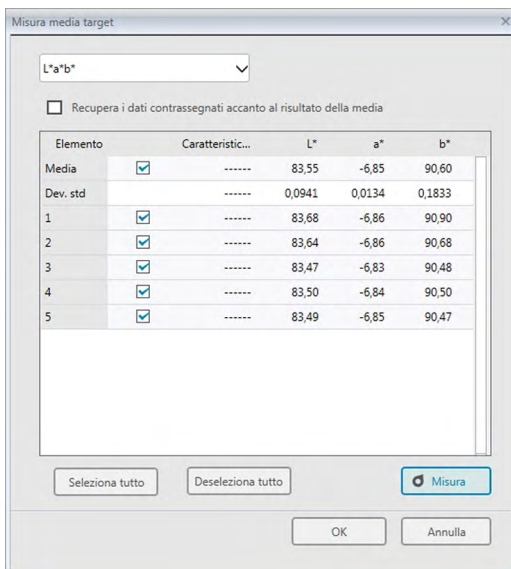 Misura media target
L*a*b*
Recupera i dati contrassegnati accanto al risultato della media
Elemento Caratteristic... L* a* b*
Media ------ 83,55 -6,85 90,60
Dev. std ------ 0,0941 0,0134 0,1833
1 ------ 83,68 -6,86 90,90
2 ------ 83,64 -6,86 90,68
3 ------ 83,47 -6,83 90,48
4 ------ 83,50 -6,84 90,50
5 ------ 83,49 -6,85 90,47
Seleziona tutto Deseleziona tutto Misura
OK Annulla